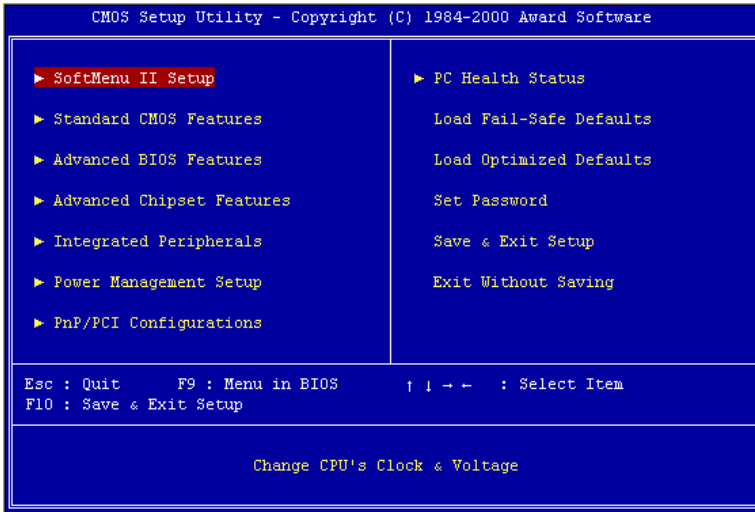 CMOS Setup Utility - Copyright (C) 1984-2000 Award Software
► SoftMenu II Setup
► Standard CMOS Features
► Advanced BIOS Features
► Advanced Chipset Features
► Integrated Peripherals
► Power Management Setup
► PnP/PCI Configurations
► PC Health Status
Load Fail-Safe Defaults
Load Optimized Defaults
Set Password
Save & Exit Setup
Exit Without Saving
Esc : Quit F9 : Menu in BIOS ↑ ↓ → ← : Select Item
F10 : Save & Exit Setup
Change CPU's Clock & Voltage